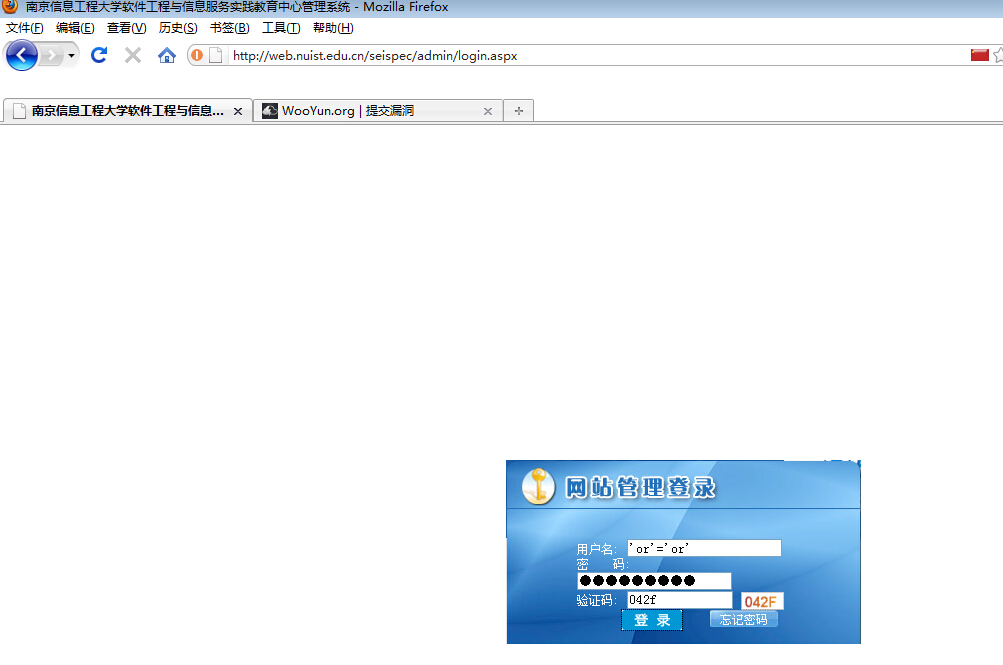 南京信息工程大学软件工程与信息服务实践教育中心管理系统 - Mozilla Firefox
文件(F) 编辑(E) 查看(V) 历史(S) 书签(B) 工具(T) 帮助(H)
http://web.nuist.edu.cn/seispec/admin/login.aspx
南京信息工程大学软件工程与信息... × WooYun.org | 提交漏洞 ×
网站管理登录
用户名: 'or'='or'
密 码:
●●●●●●●●●
验证码: 042f 042F
登 录 忘记密码